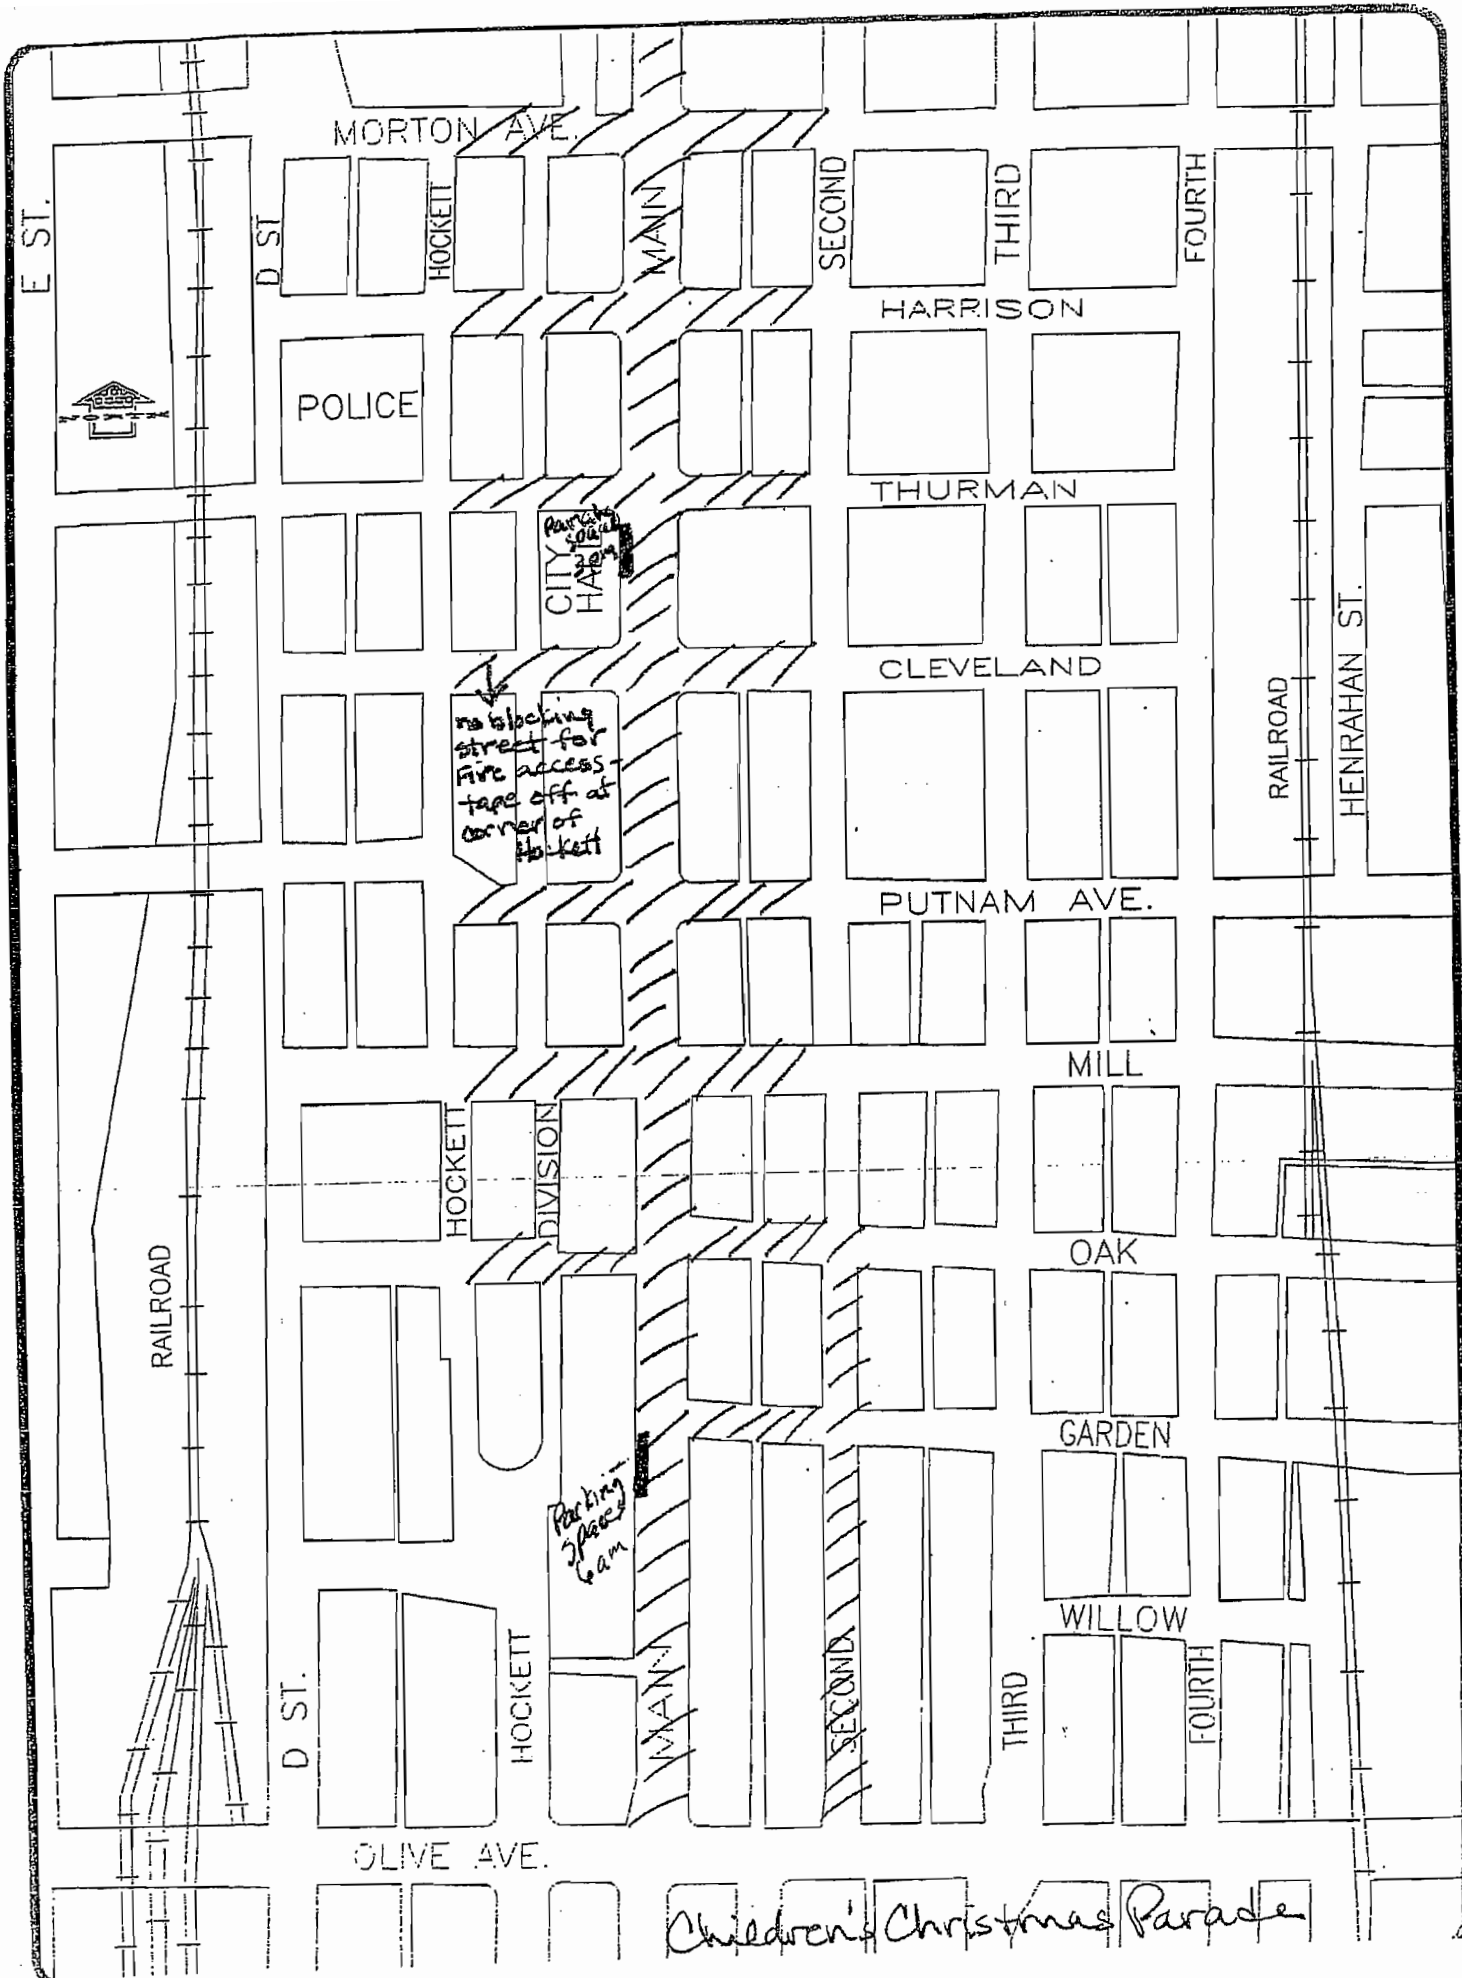 MORTON AVE.
E ST.
D ST
HOCKETT
MAIN
SECOND
THIRD
FOURTH
HARRISON
POLICE
THURMAN
Parking
CITY
HALL
CLEVELAND
RAILROAD
HENRAHAN ST.
no blocking
street for
Fire access-
tape off at
corner of
Hockett
PUTNAM AVE.
MILL
HOCKETT
DIVISION
OAK
RAILROAD
GARDEN
Parking
Spaces
6am
WILLOW
D ST.
HOCKETT
MAIN
SECOND
THIRD
FOURTH
OLIVE AVE.
Children's Christmas Parade